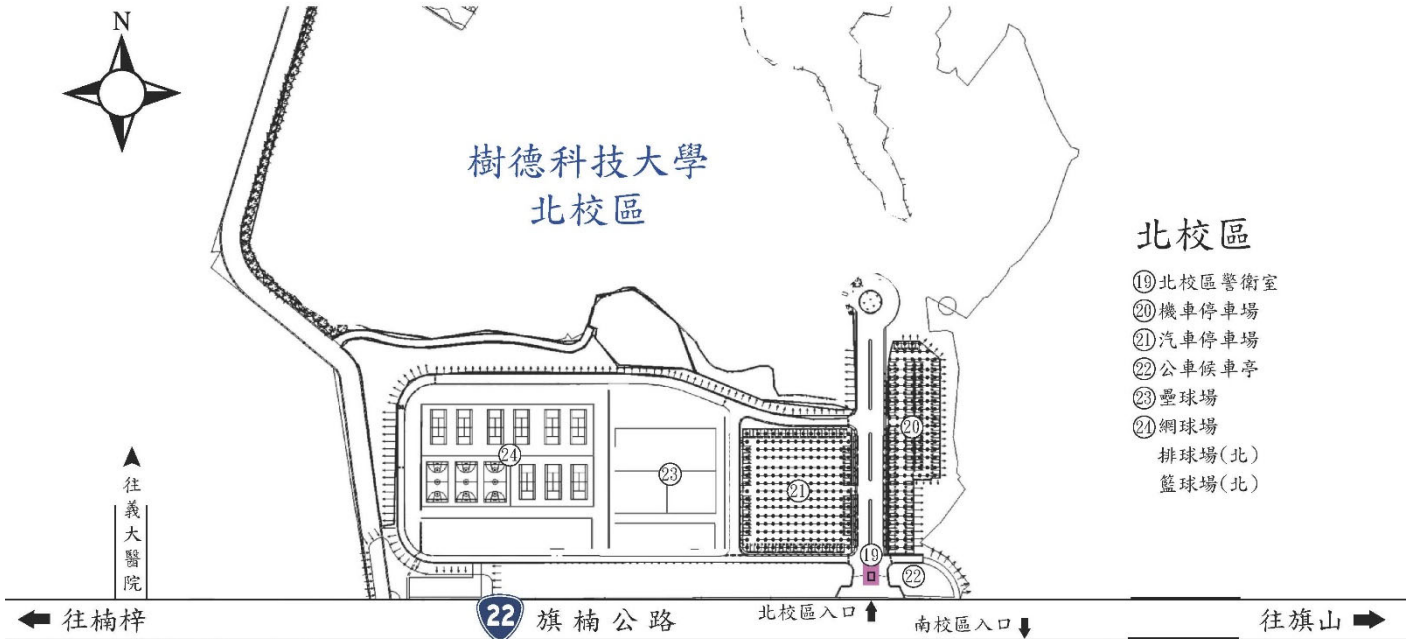 N
樹德科技大學
北校區
北校區
⑲北校區警衛室
⑳機車停車場
㉑汽車停車場
㉒公車候車亭
㉓壘球場
㉔網球場
排球場(北)
籃球場(北)
⑳
㉔
㉓
㉑
⑲
㉒
往義大醫院
往楠梓
22
旗楠公路
北校區入口
南校區入口
往旗山